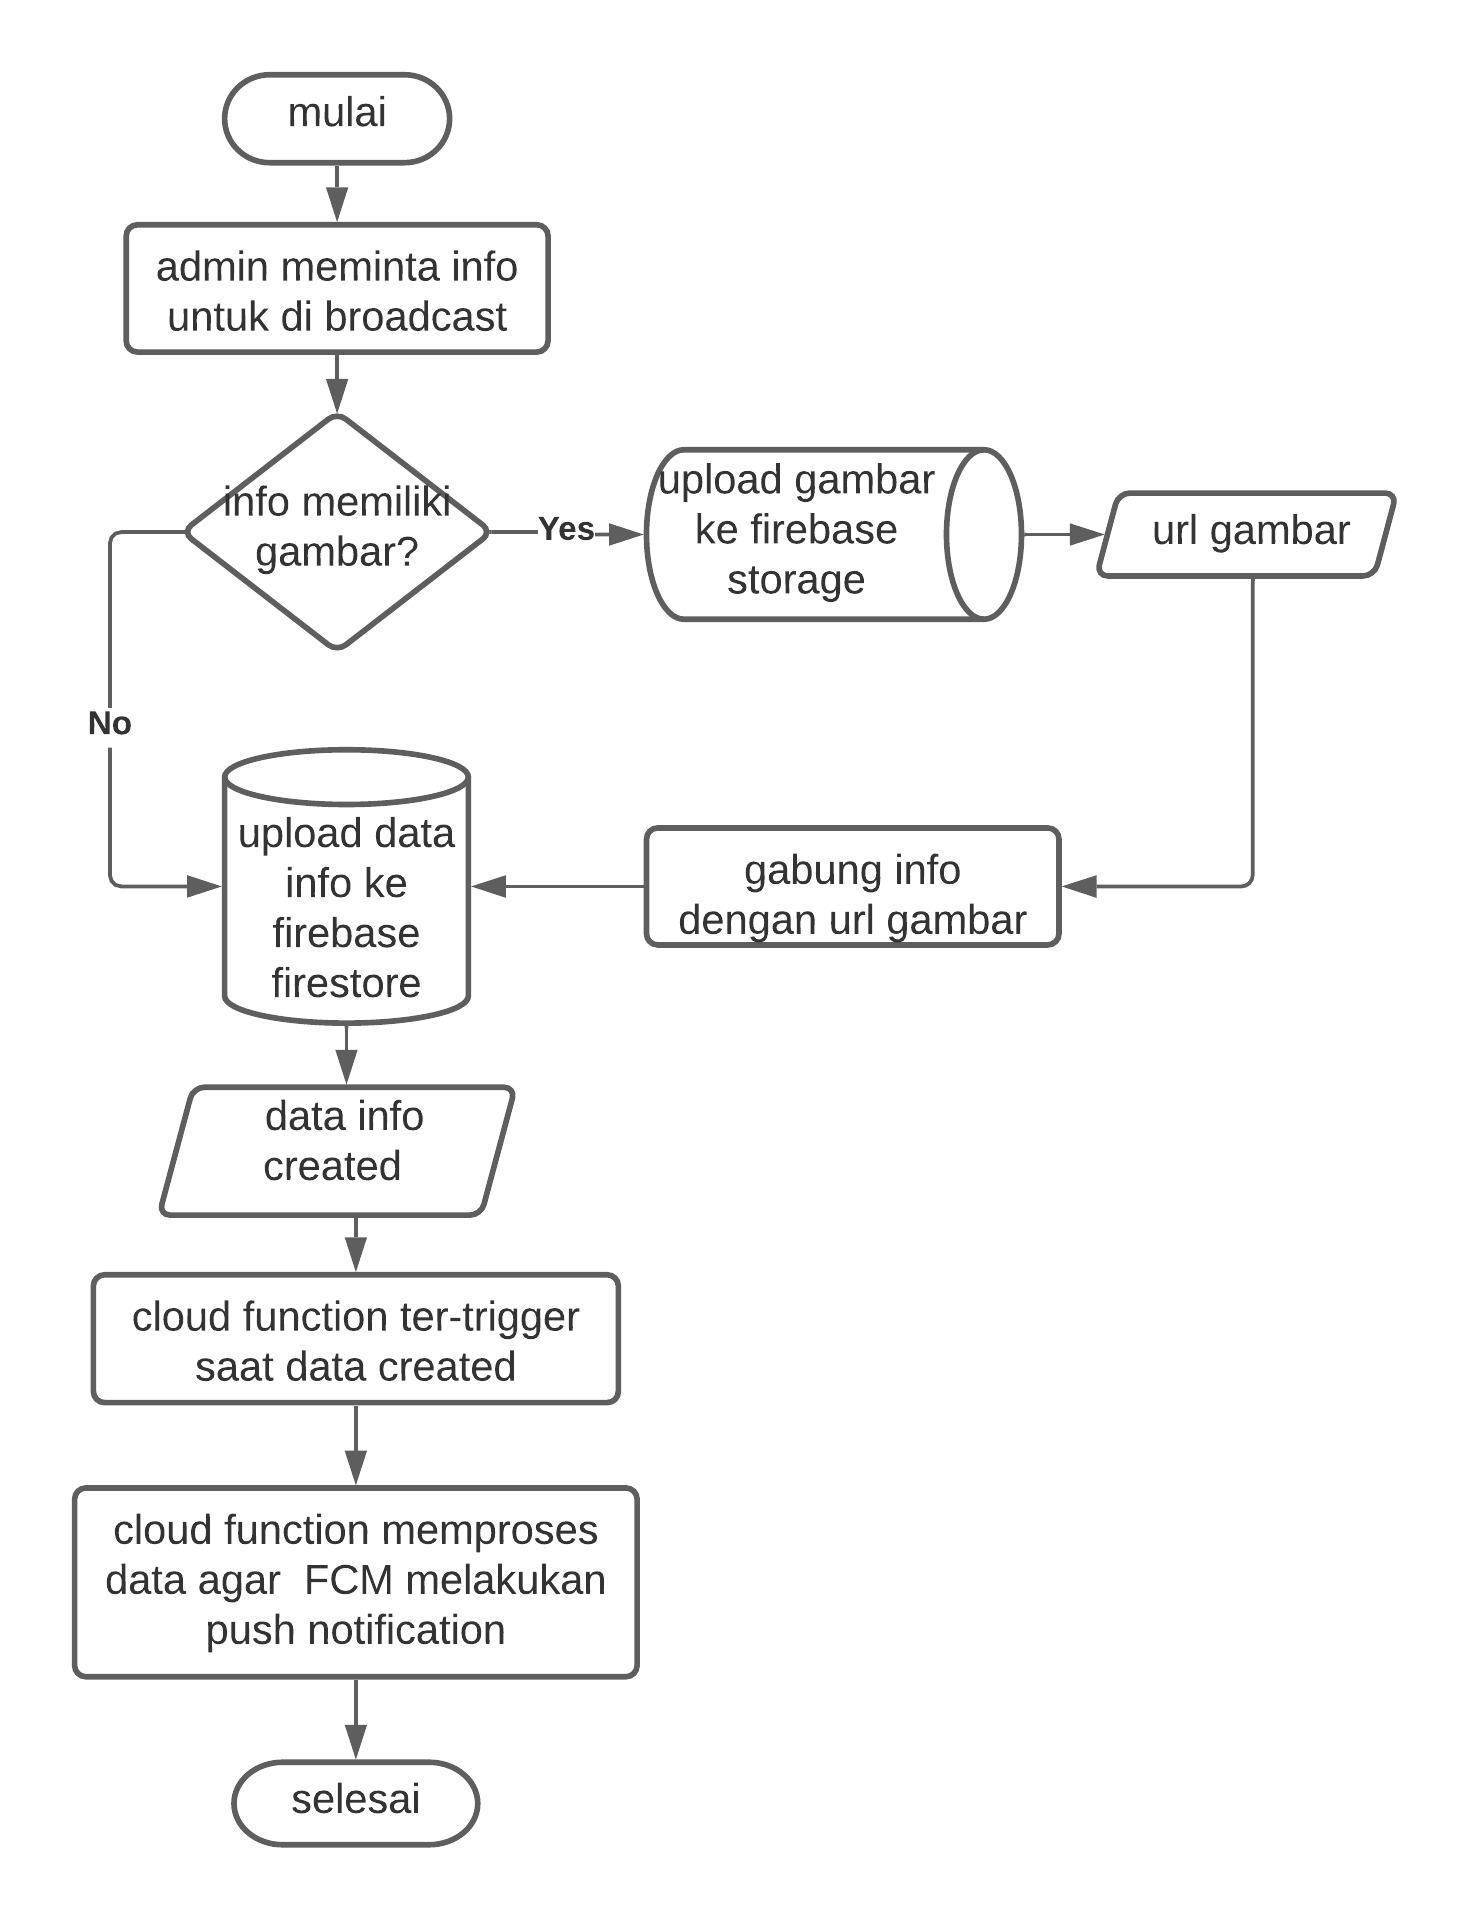 mulai
admin meminta info
untuk di broadcast
info memiliki
gambar?
Yes
upload gambar
ke firebase
storage
url gambar
No
upload data
info ke
firebase
firestore
gabung info
dengan url gambar
data info
created
cloud function ter-trigger
saat data created
cloud function memproses
data agar  FCM melakukan
push notification
selesai